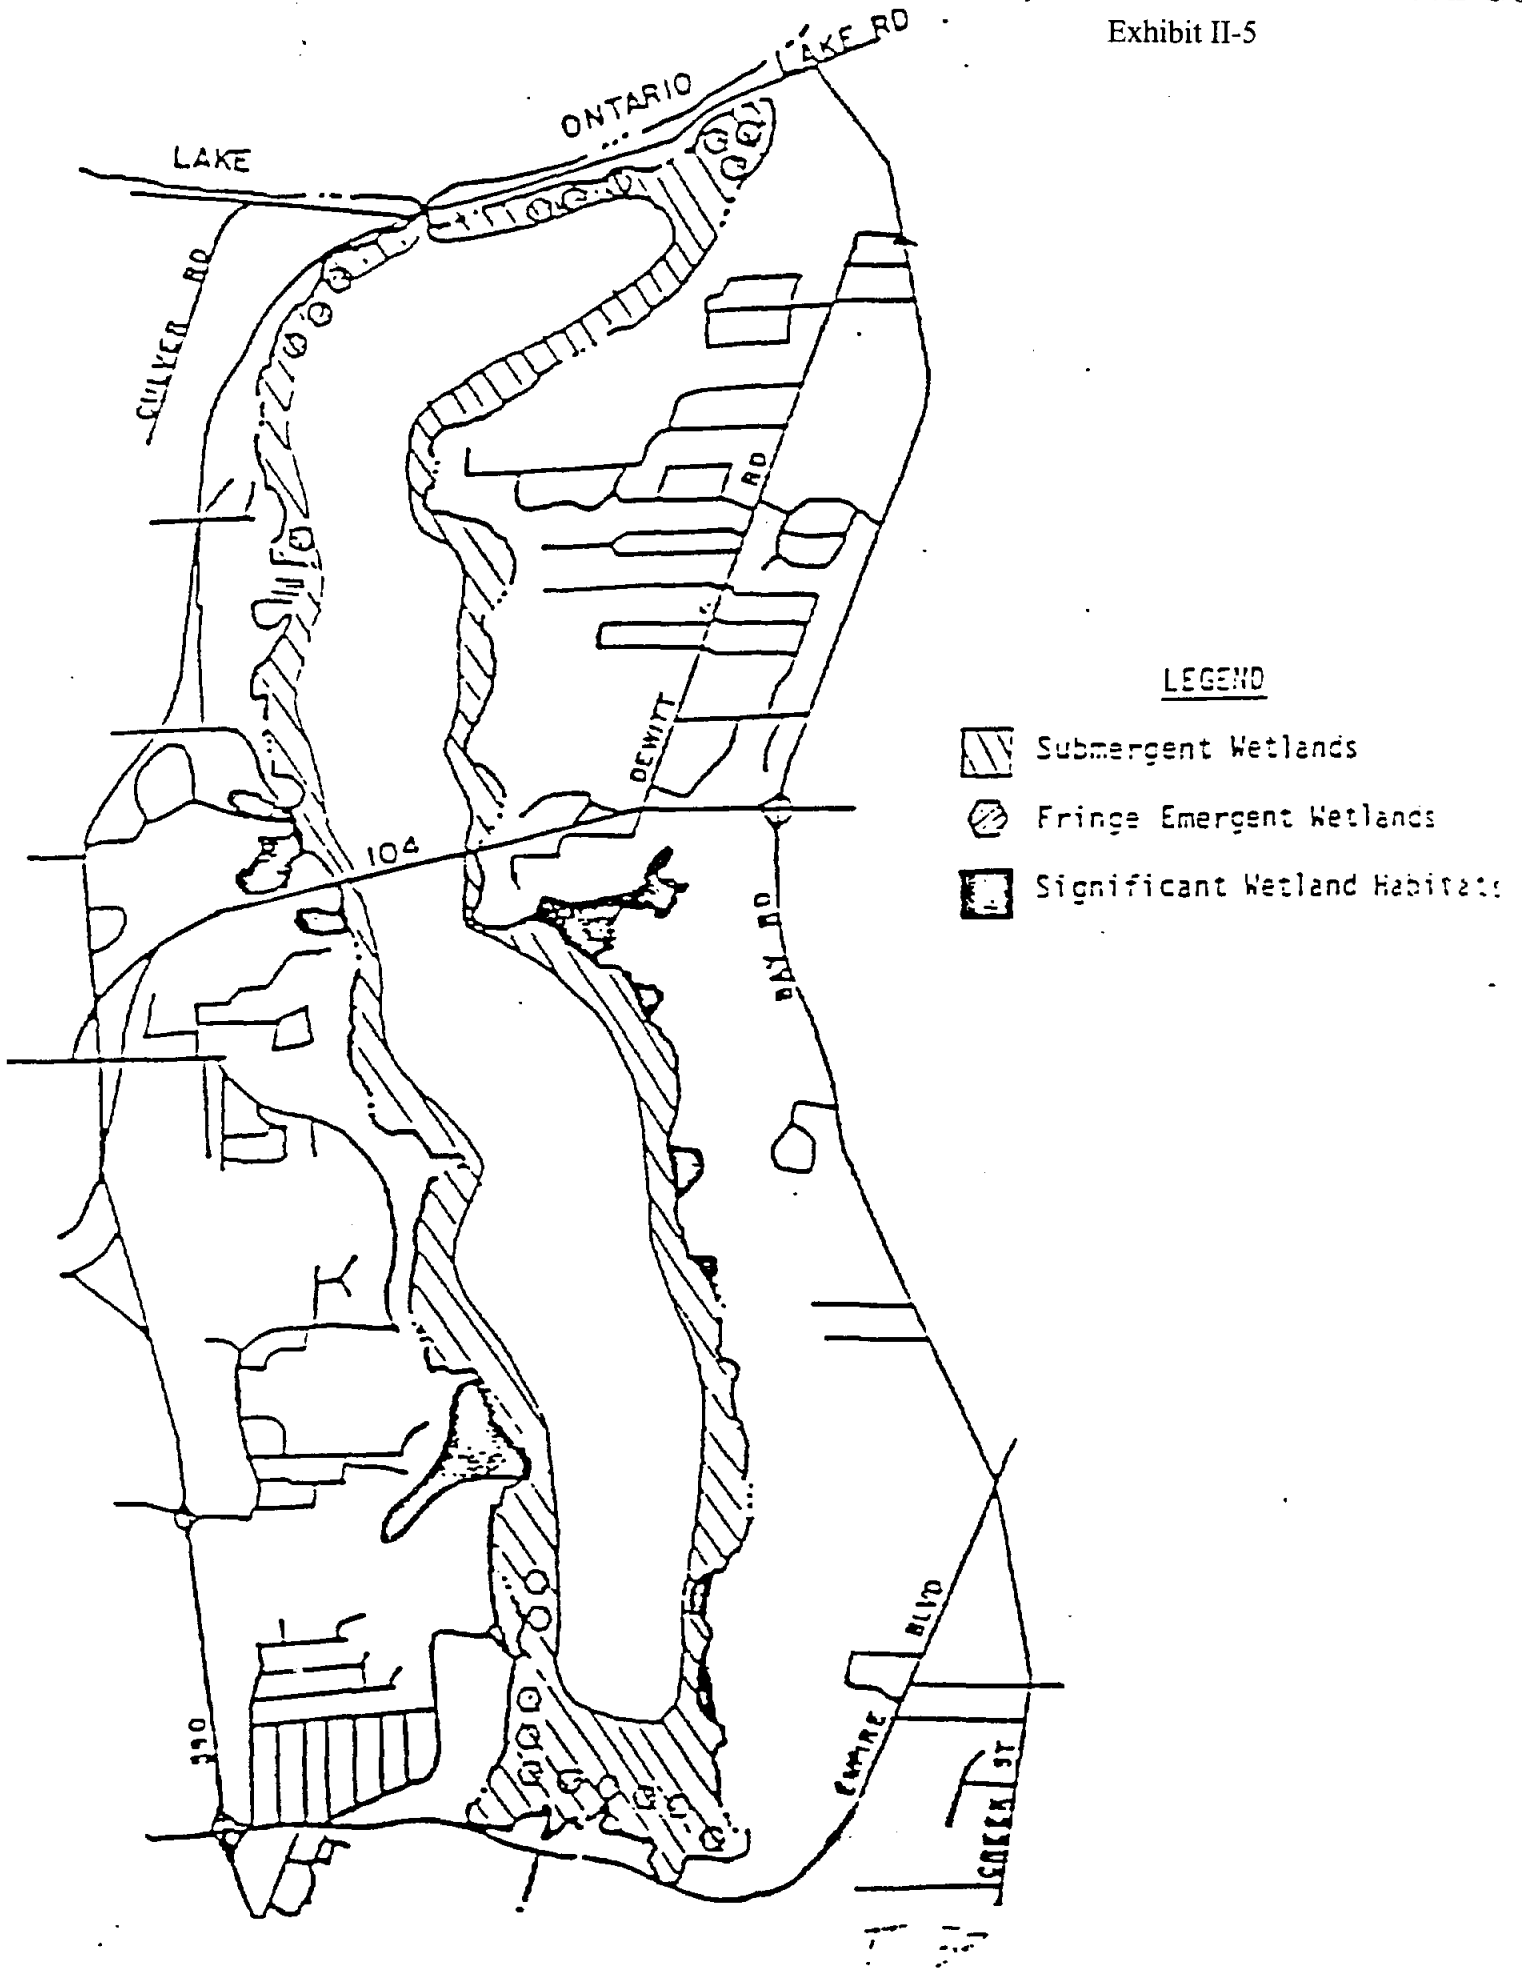 Exhibit II-5
LAKE RD
ONTARIO
LAKE
CULVER RD
RD
DEWITT
104
LEGEND
Submergent Wetlands
Fringe Emergent Wetlands
Significant Wetland Habitats
BAY RD
BLVD
EMPIRE
590
CREEK ST